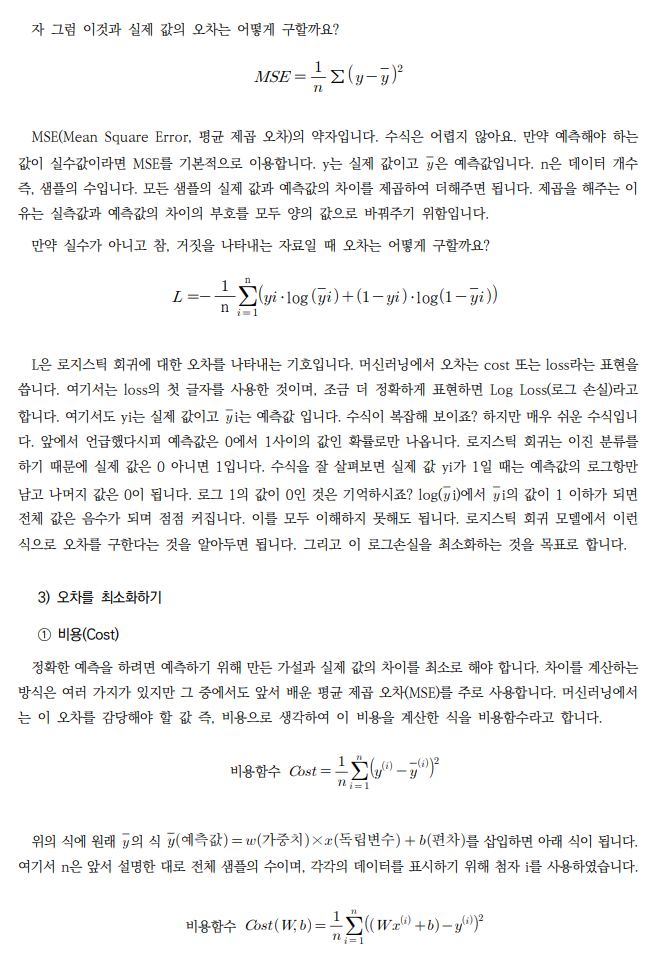 자 그럼 이것과 실제 값의 오차는 어떻게 구할까요?
MSE = 1/n ∑(y − ȳ)²
MSE(Mean Square Error, 평균 제곱 오차)의 약자입니다. 수식은 어렵지 않아요. 만약 예측해야 하는
값이 실수값이라면 MSE를 기본적으로 이용합니다. y는 실제 값이고 ȳ은 예측값입니다. n은 데이터 개수
즉, 샘플의 수입니다. 모든 샘플의 실제 값과 예측값의 차이를 제곱하여 더해주면 됩니다. 제곱을 해주는 이
유는 실측값과 예측값의 차이의 부호를 모두 양의 값으로 바꿔주기 위함입니다.
만약 실수가 아니고 참, 거짓을 나타내는 자료일 때 오차는 어떻게 구할까요?
L = − 1/n ∑_{i=1}^{n} (yi · log(ȳi) + (1 − yi) · log(1 − ȳi))
L은 로지스틱 회귀에 대한 오차를 나타내는 기호입니다. 머신러닝에서 오차는 cost 또는 loss라는 표현을
씁니다. 여기서는 loss의 첫 글자를 사용한 것이며, 조금 더 정확하게 표현하면 Log Loss(로그 손실)라고
합니다. 여기서도 yi는 실제 값이고 ȳi는 예측값 입니다. 수식이 복잡해 보이죠? 하지만 매우 쉬운 수식입니
다. 앞에서 언급했다시피 예측값은 0에서 1사이의 값인 확률로만 나옵니다. 로지스틱 회귀는 이진 분류를
하기 때문에 실제 값은 0 아니면 1입니다. 수식을 잘 살펴보면 실제 값 yi가 1일 때는 예측값의 로그항만
남고 나머지 값은 0이 됩니다. 로그 1의 값이 0인 것은 기억하시죠? log(ȳi)에서 ȳi의 값이 1 이하가 되면
전체 값은 음수가 되며 점점 커집니다. 이를 모두 이해하지 못해도 됩니다. 로지스틱 회귀 모델에서 이런
식으로 오차를 구한다는 것을 알아두면 됩니다. 그리고 이 로그손실을 최소화하는 것을 목표로 합니다.
3) 오차를 최소화하기
① 비용(Cost)
정확한 예측을 하려면 예측하기 위해 만든 가설과 실제 값의 차이를 최소로 해야 합니다. 차이를 계산하는
방식은 여러 가지가 있지만 그 중에서도 앞서 배운 평균 제곱 오차(MSE)를 주로 사용합니다. 머신러닝에서
는 이 오차를 감당해야 할 값 즉, 비용으로 생각하여 이 비용을 계산한 식을 비용함수라고 합니다.
비용함수 Cost = 1/n ∑_{i=1}^{n} (y^(i) − ȳ^(i))²
위의 식에 원래 ȳ의 식 ȳ(예측값) = w(가중치) × x(독립변수) + b(편차)를 삽입하면 아래 식이 됩니다.
여기서 n은 앞서 설명한 대로 전체 샘플의 수이며, 각각의 데이터를 표시하기 위해 첨자 i를 사용하였습니다.
비용함수 Cost(W, b) = 1/n ∑_{i=1}^{n} ((Wx^(i) + b) − y^(i))²